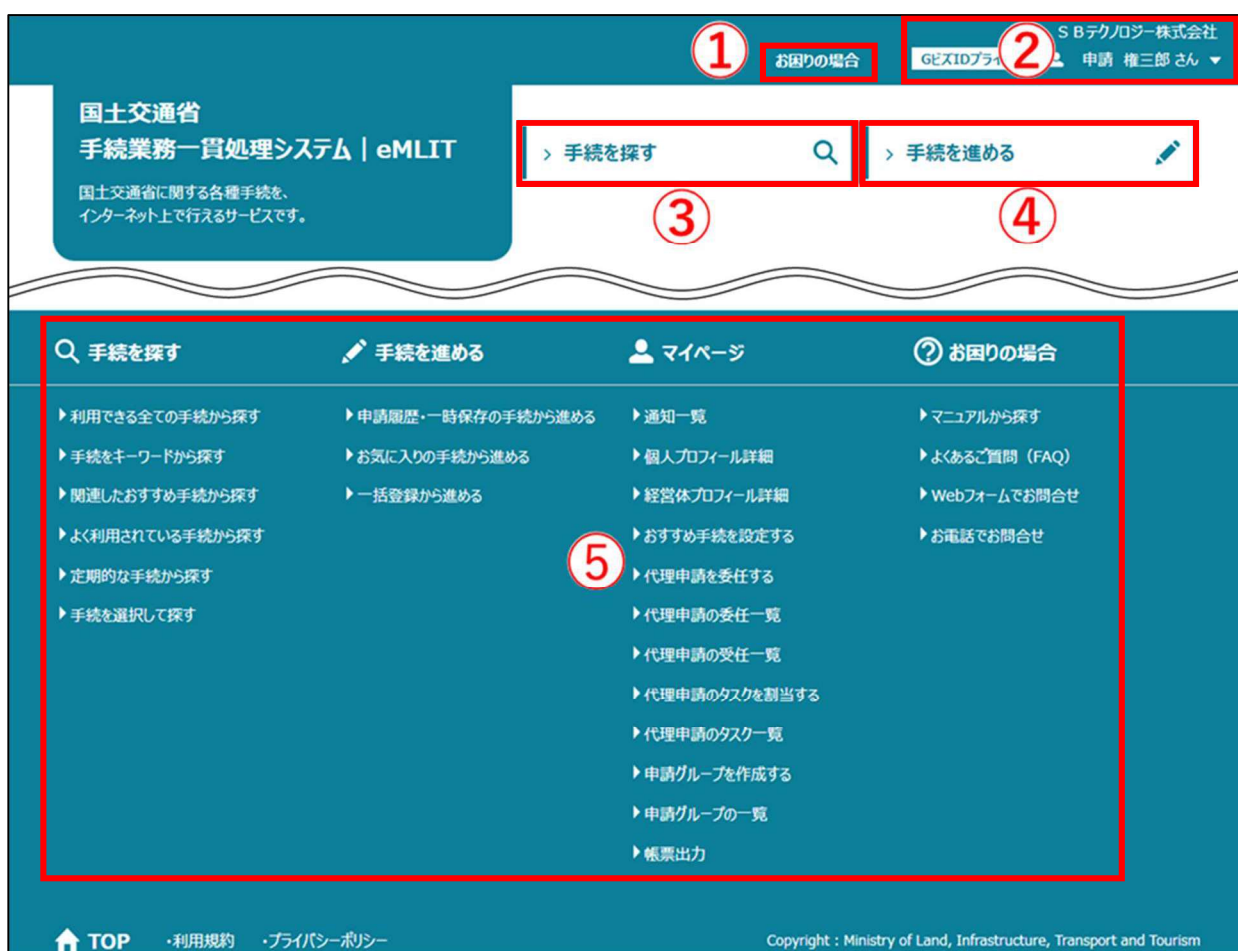 ①
お困りの場合
②
SBテクノロジー株式会社
GビズIDプライ
申請 権三郎 さん ▼
国土交通省
手続業務一貫処理システム | eMLIT
国土交通省に関する各種手続を、
インターネット上で行えるサービスです。
> 手続を探す
③
> 手続を進める
④
手続を探す
利用できる全ての手続から探す
手続をキーワードから探す
関連したおすすめ手続から探す
よく利用されている手続から探す
定期的な手続から探す
手続を選択して探す
手続を進める
申請履歴・一時保存の手続から進める
お気に入りの手続から進める
一括登録から進める
⑤
マイページ
通知一覧
個人プロフィール詳細
経営体プロフィール詳細
おすすめ手続を設定する
代理申請を委任する
代理申請の委任一覧
代理申請の受任一覧
代理申請のタスクを割当する
代理申請のタスク一覧
申請グループを作成する
申請グループの一覧
帳票出力
お困りの場合
マニュアルから探す
よくあるご質問（FAQ）
Webフォームでお問合せ
お電話でお問合せ
TOP ・利用規約 ・プライバシーポリシー
Copyright : Ministry of Land, Infrastructure, Transport and Tourism